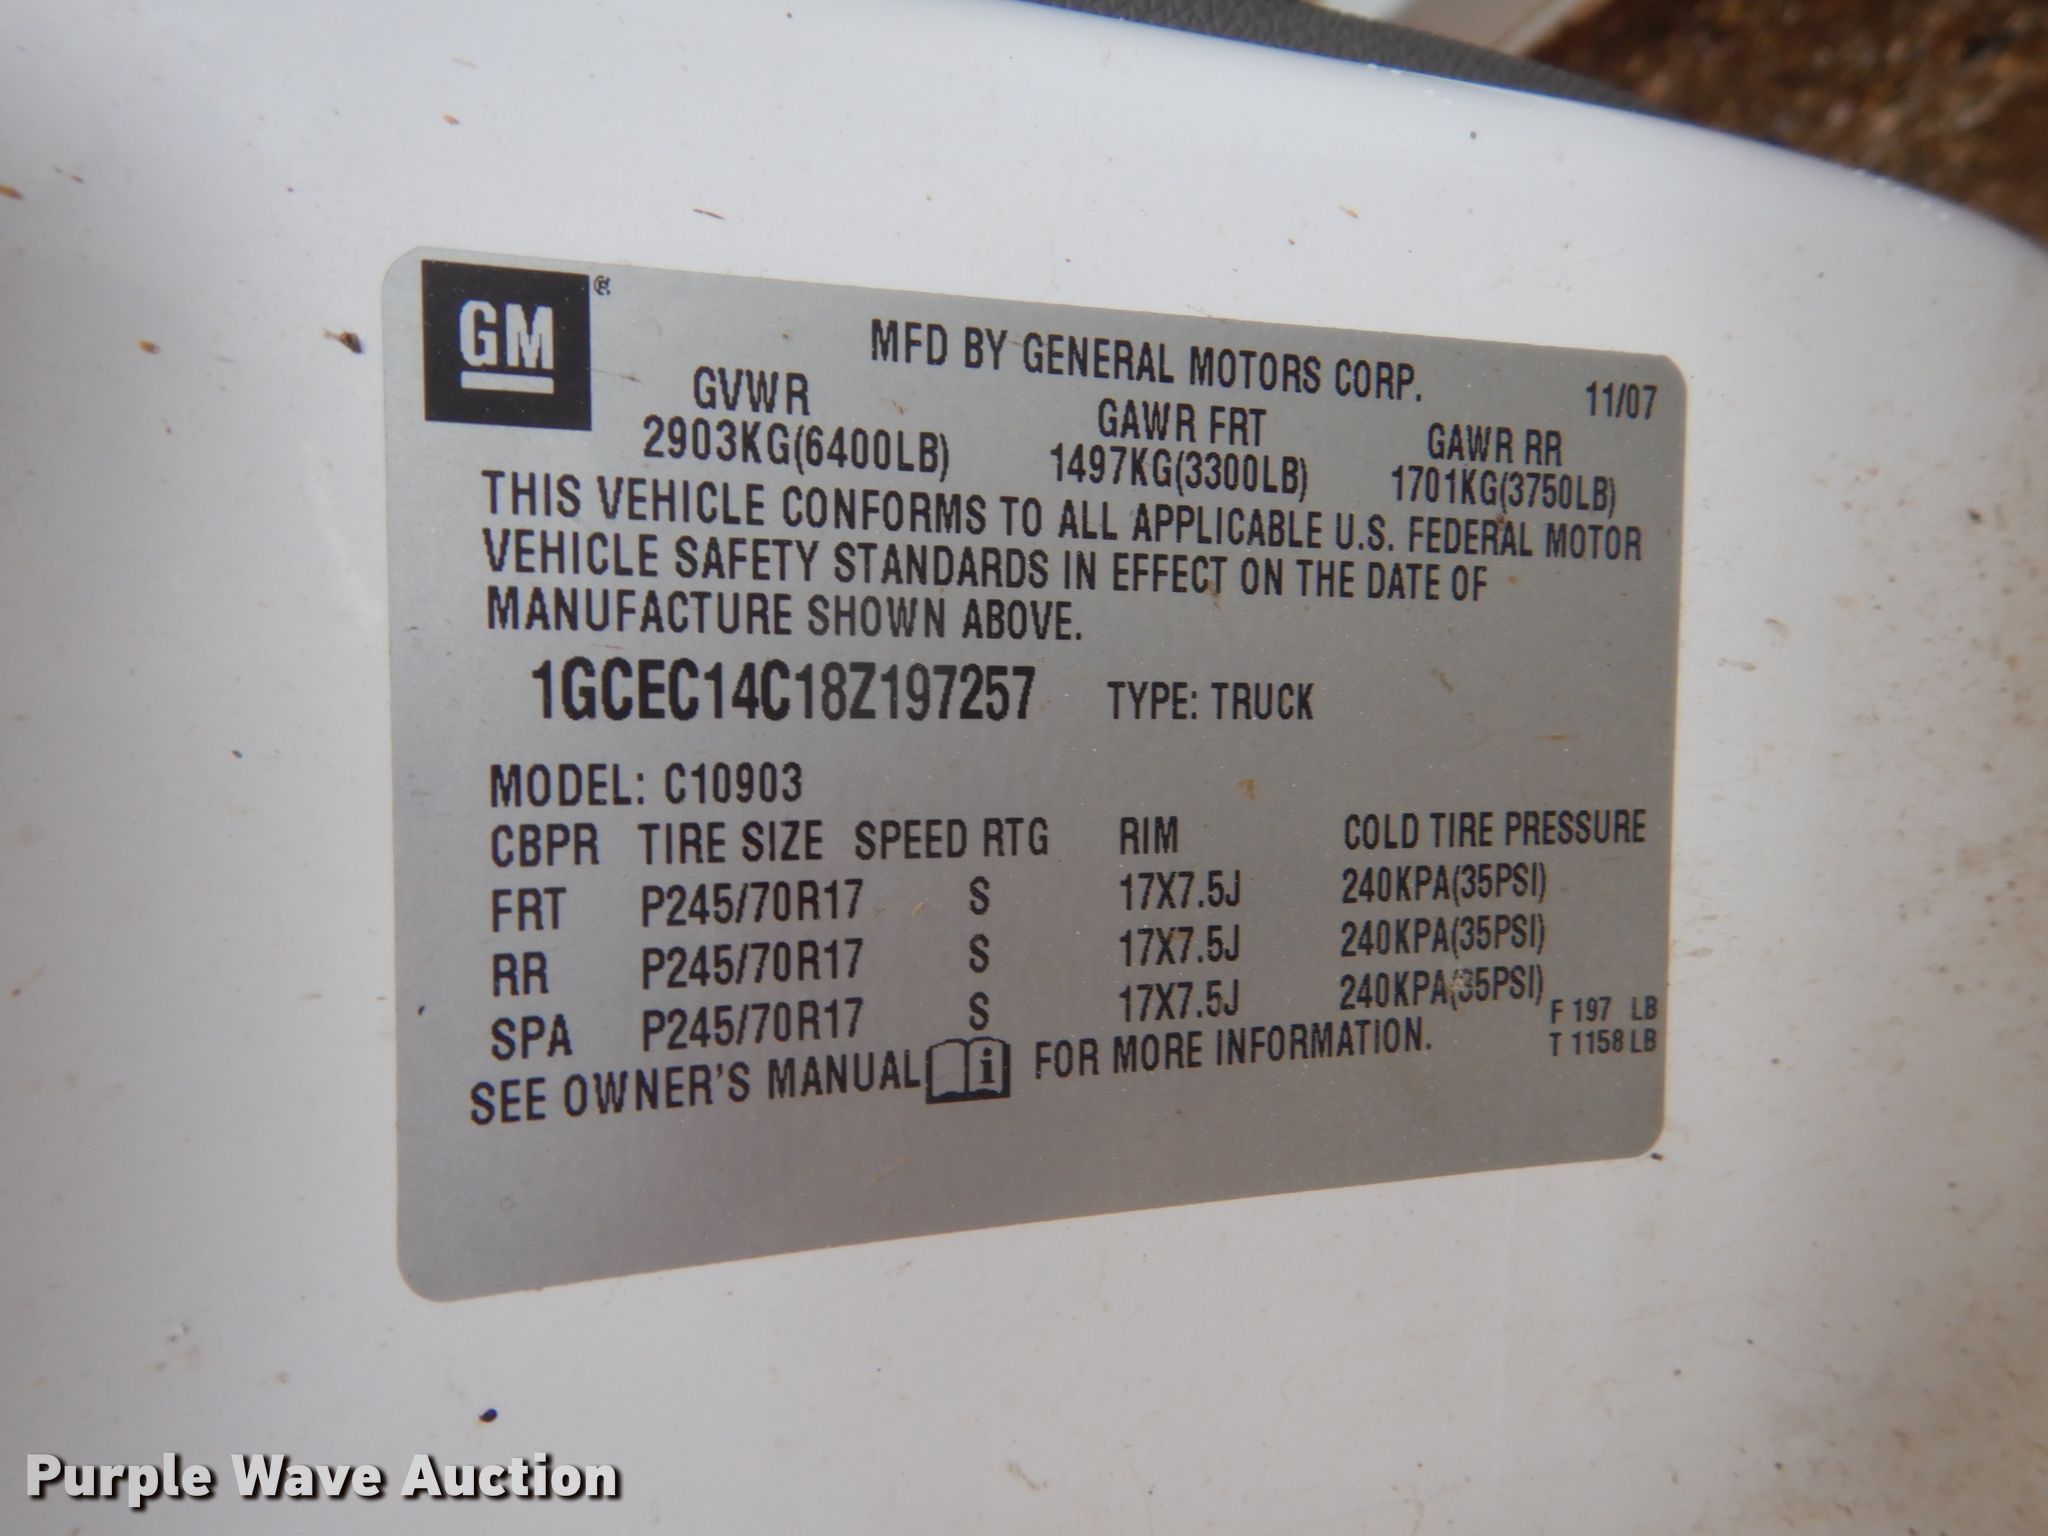 GM ®
MFD BY GENERAL MOTORS CORP. 11/07
GVWR GAWR FRT GAWR RR
2903KG(6400LB) 1497KG(3300LB) 1701KG(3750LB)
THIS VEHICLE CONFORMS TO ALL APPLICABLE U.S. FEDERAL MOTOR
VEHICLE SAFETY STANDARDS IN EFFECT ON THE DATE OF
MANUFACTURE SHOWN ABOVE.
1GCEC14C18Z197257 TYPE: TRUCK
MODEL: C10903
CBPR TIRE SIZE SPEED RTG RIM COLD TIRE PRESSURE
FRT P245/70R17 S 17X7.5J 240KPA(35PSI)
RR P245/70R17 S 17X7.5J 240KPA(35PSI)
SPA P245/70R17 S 17X7.5J 240KPA(35PSI)
F 197 LB
T 1158 LB
SEE OWNER'S MANUAL i FOR MORE INFORMATION.
Purple Wave Auction